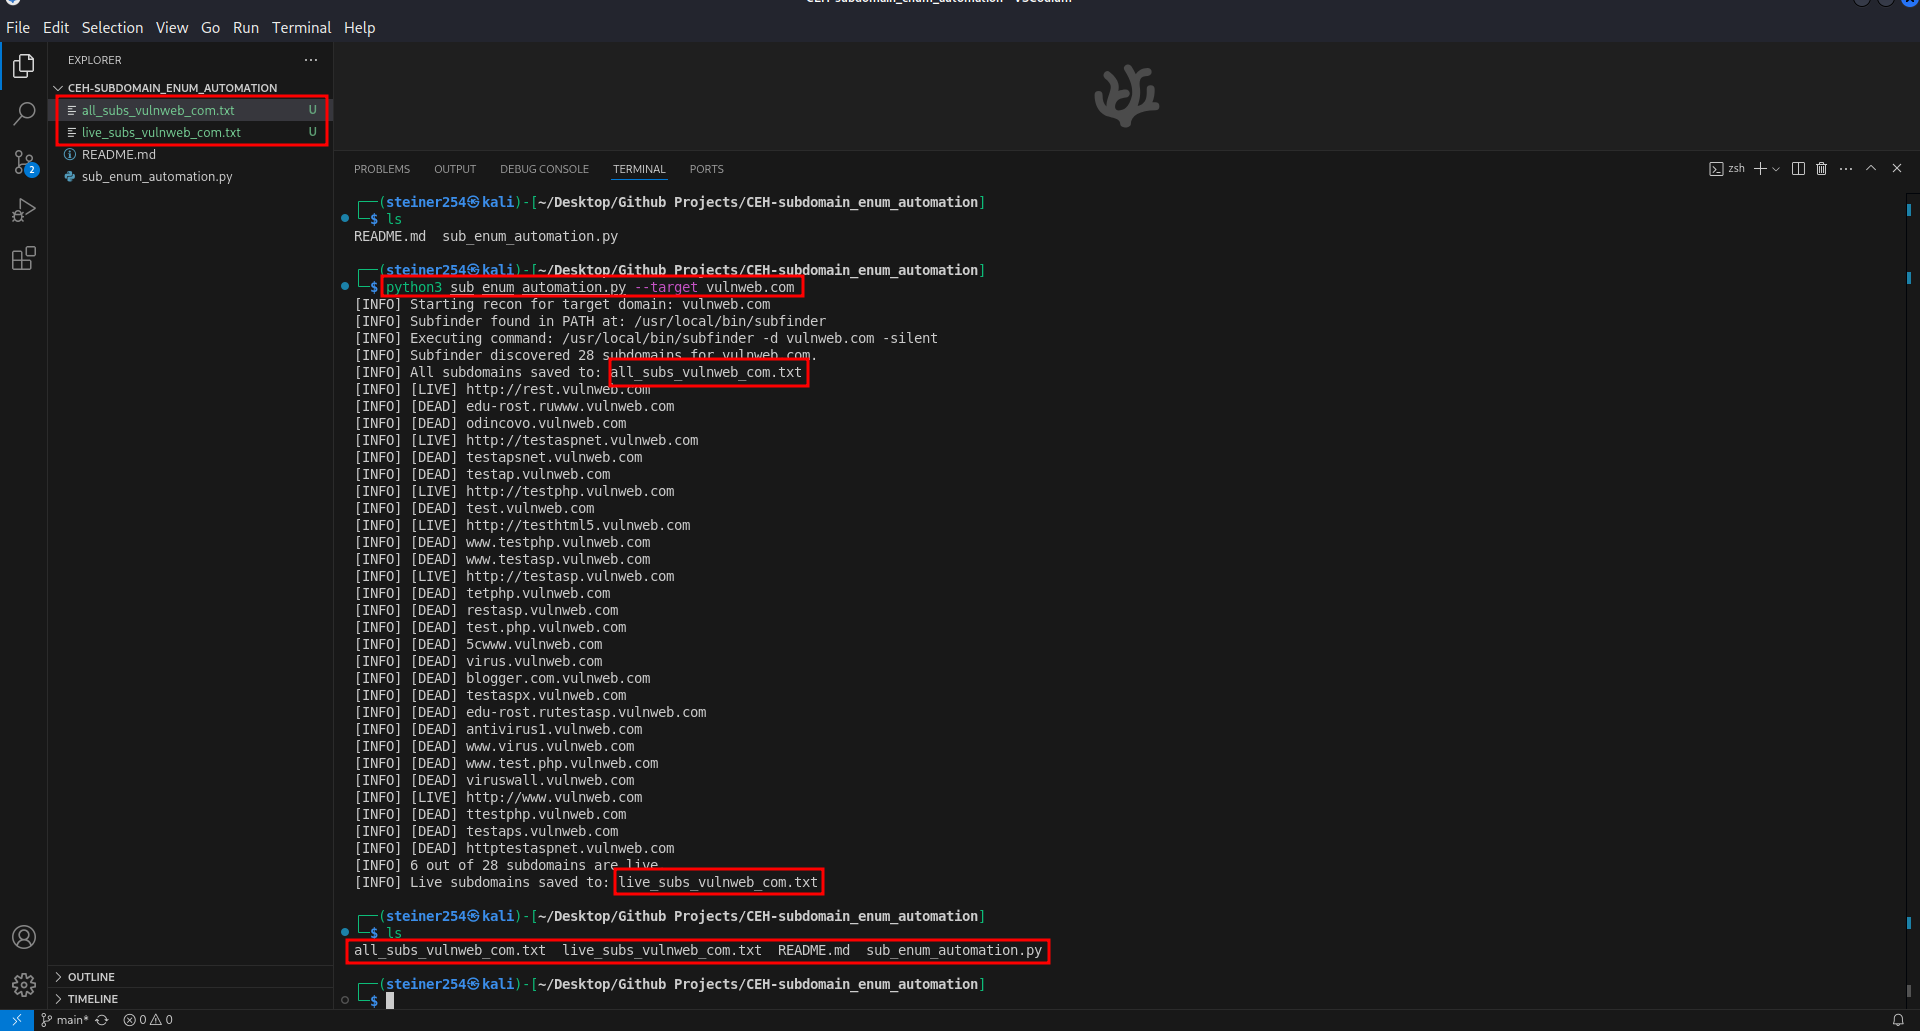 File Edit Selection View Go Run Terminal Help
EXPLORER
CEH-SUBDOMAIN_ENUM_AUTOMATION
all_subs_vulnweb_com.txt U
live_subs_vulnweb_com.txt U
README.md
sub_enum_automation.py
2
OUTLINE
TIMELINE
PROBLEMS OUTPUT DEBUG CONSOLE TERMINAL PORTS
zsh
(steiner254㉿kali)-[~/Desktop/Github Projects/CEH-subdomain_enum_automation]
$ ls
README.md sub_enum_automation.py
(steiner254㉿kali)-[~/Desktop/Github Projects/CEH-subdomain_enum_automation]
$ python3 sub_enum_automation.py --target vulnweb.com
[INFO] Starting recon for target domain: vulnweb.com
[INFO] Subfinder found in PATH at: /usr/local/bin/subfinder
[INFO] Executing command: /usr/local/bin/subfinder -d vulnweb.com -silent
[INFO] Subfinder discovered 28 subdomains for vulnweb.com.
[INFO] All subdomains saved to: all_subs_vulnweb_com.txt
[INFO] [LIVE] http://rest.vulnweb.com
[INFO] [DEAD] edu-rost.ruwww.vulnweb.com
[INFO] [DEAD] odincovo.vulnweb.com
[INFO] [LIVE] http://testaspnet.vulnweb.com
[INFO] [DEAD] testapsnet.vulnweb.com
[INFO] [DEAD] testap.vulnweb.com
[INFO] [LIVE] http://testphp.vulnweb.com
[INFO] [DEAD] test.vulnweb.com
[INFO] [LIVE] http://testhtml5.vulnweb.com
[INFO] [DEAD] www.testphp.vulnweb.com
[INFO] [DEAD] www.testasp.vulnweb.com
[INFO] [LIVE] http://testasp.vulnweb.com
[INFO] [DEAD] tetphp.vulnweb.com
[INFO] [DEAD] restasp.vulnweb.com
[INFO] [DEAD] test.php.vulnweb.com
[INFO] [DEAD] 5cwww.vulnweb.com
[INFO] [DEAD] virus.vulnweb.com
[INFO] [DEAD] blogger.com.vulnweb.com
[INFO] [DEAD] testaspx.vulnweb.com
[INFO] [DEAD] edu-rost.rutestasp.vulnweb.com
[INFO] [DEAD] antivirus1.vulnweb.com
[INFO] [DEAD] www.virus.vulnweb.com
[INFO] [DEAD] www.test.php.vulnweb.com
[INFO] [DEAD] viruswall.vulnweb.com
[INFO] [LIVE] http://www.vulnweb.com
[INFO] [DEAD] ttestphp.vulnweb.com
[INFO] [DEAD] testaps.vulnweb.com
[INFO] [DEAD] httptestaspnet.vulnweb.com
[INFO] 6 out of 28 subdomains are live
[INFO] Live subdomains saved to: live_subs_vulnweb_com.txt
(steiner254㉿kali)-[~/Desktop/Github Projects/CEH-subdomain_enum_automation]
$ ls
all_subs_vulnweb_com.txt live_subs_vulnweb_com.txt README.md sub_enum_automation.py
(steiner254㉿kali)-[~/Desktop/Github Projects/CEH-subdomain_enum_automation]
$
main* 0 0